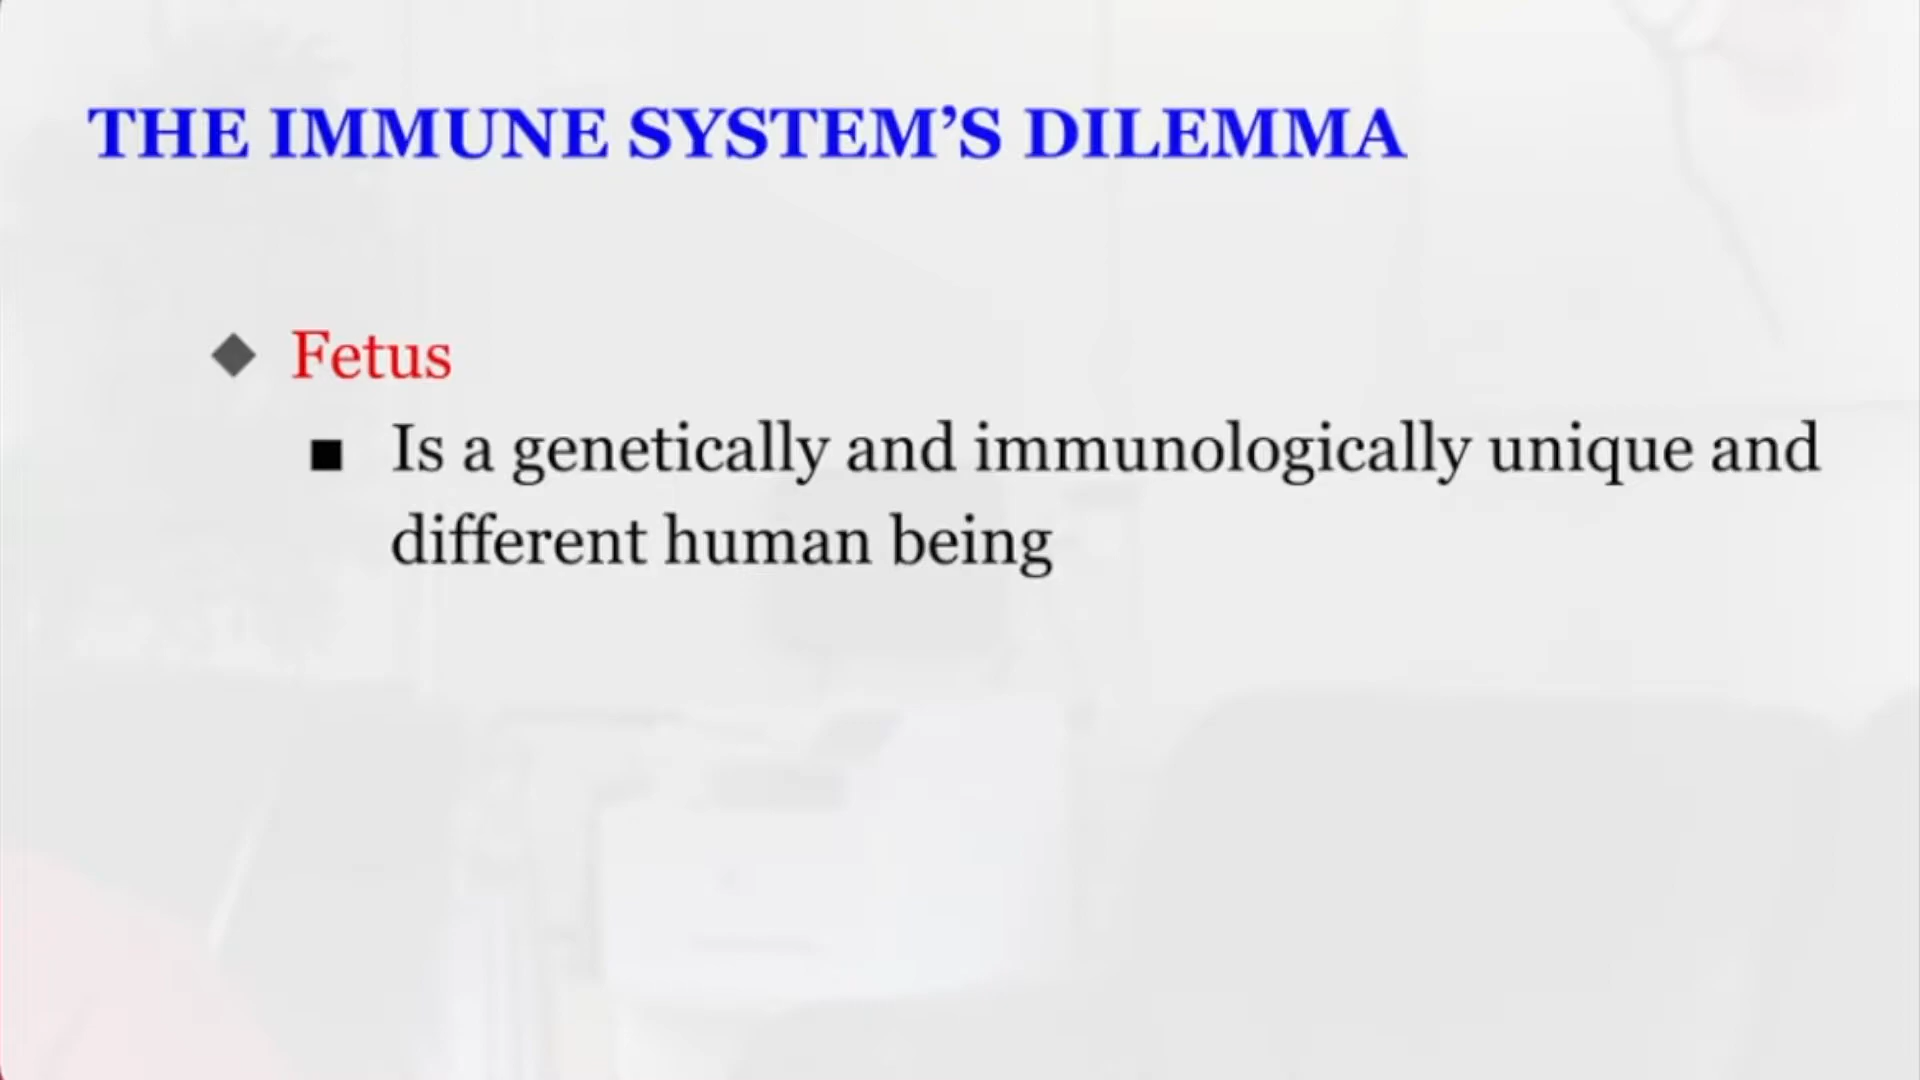 THE IMMUNE SYSTEM’S DILEMMA
Fetus
Is a genetically and immunologically unique and
different human being